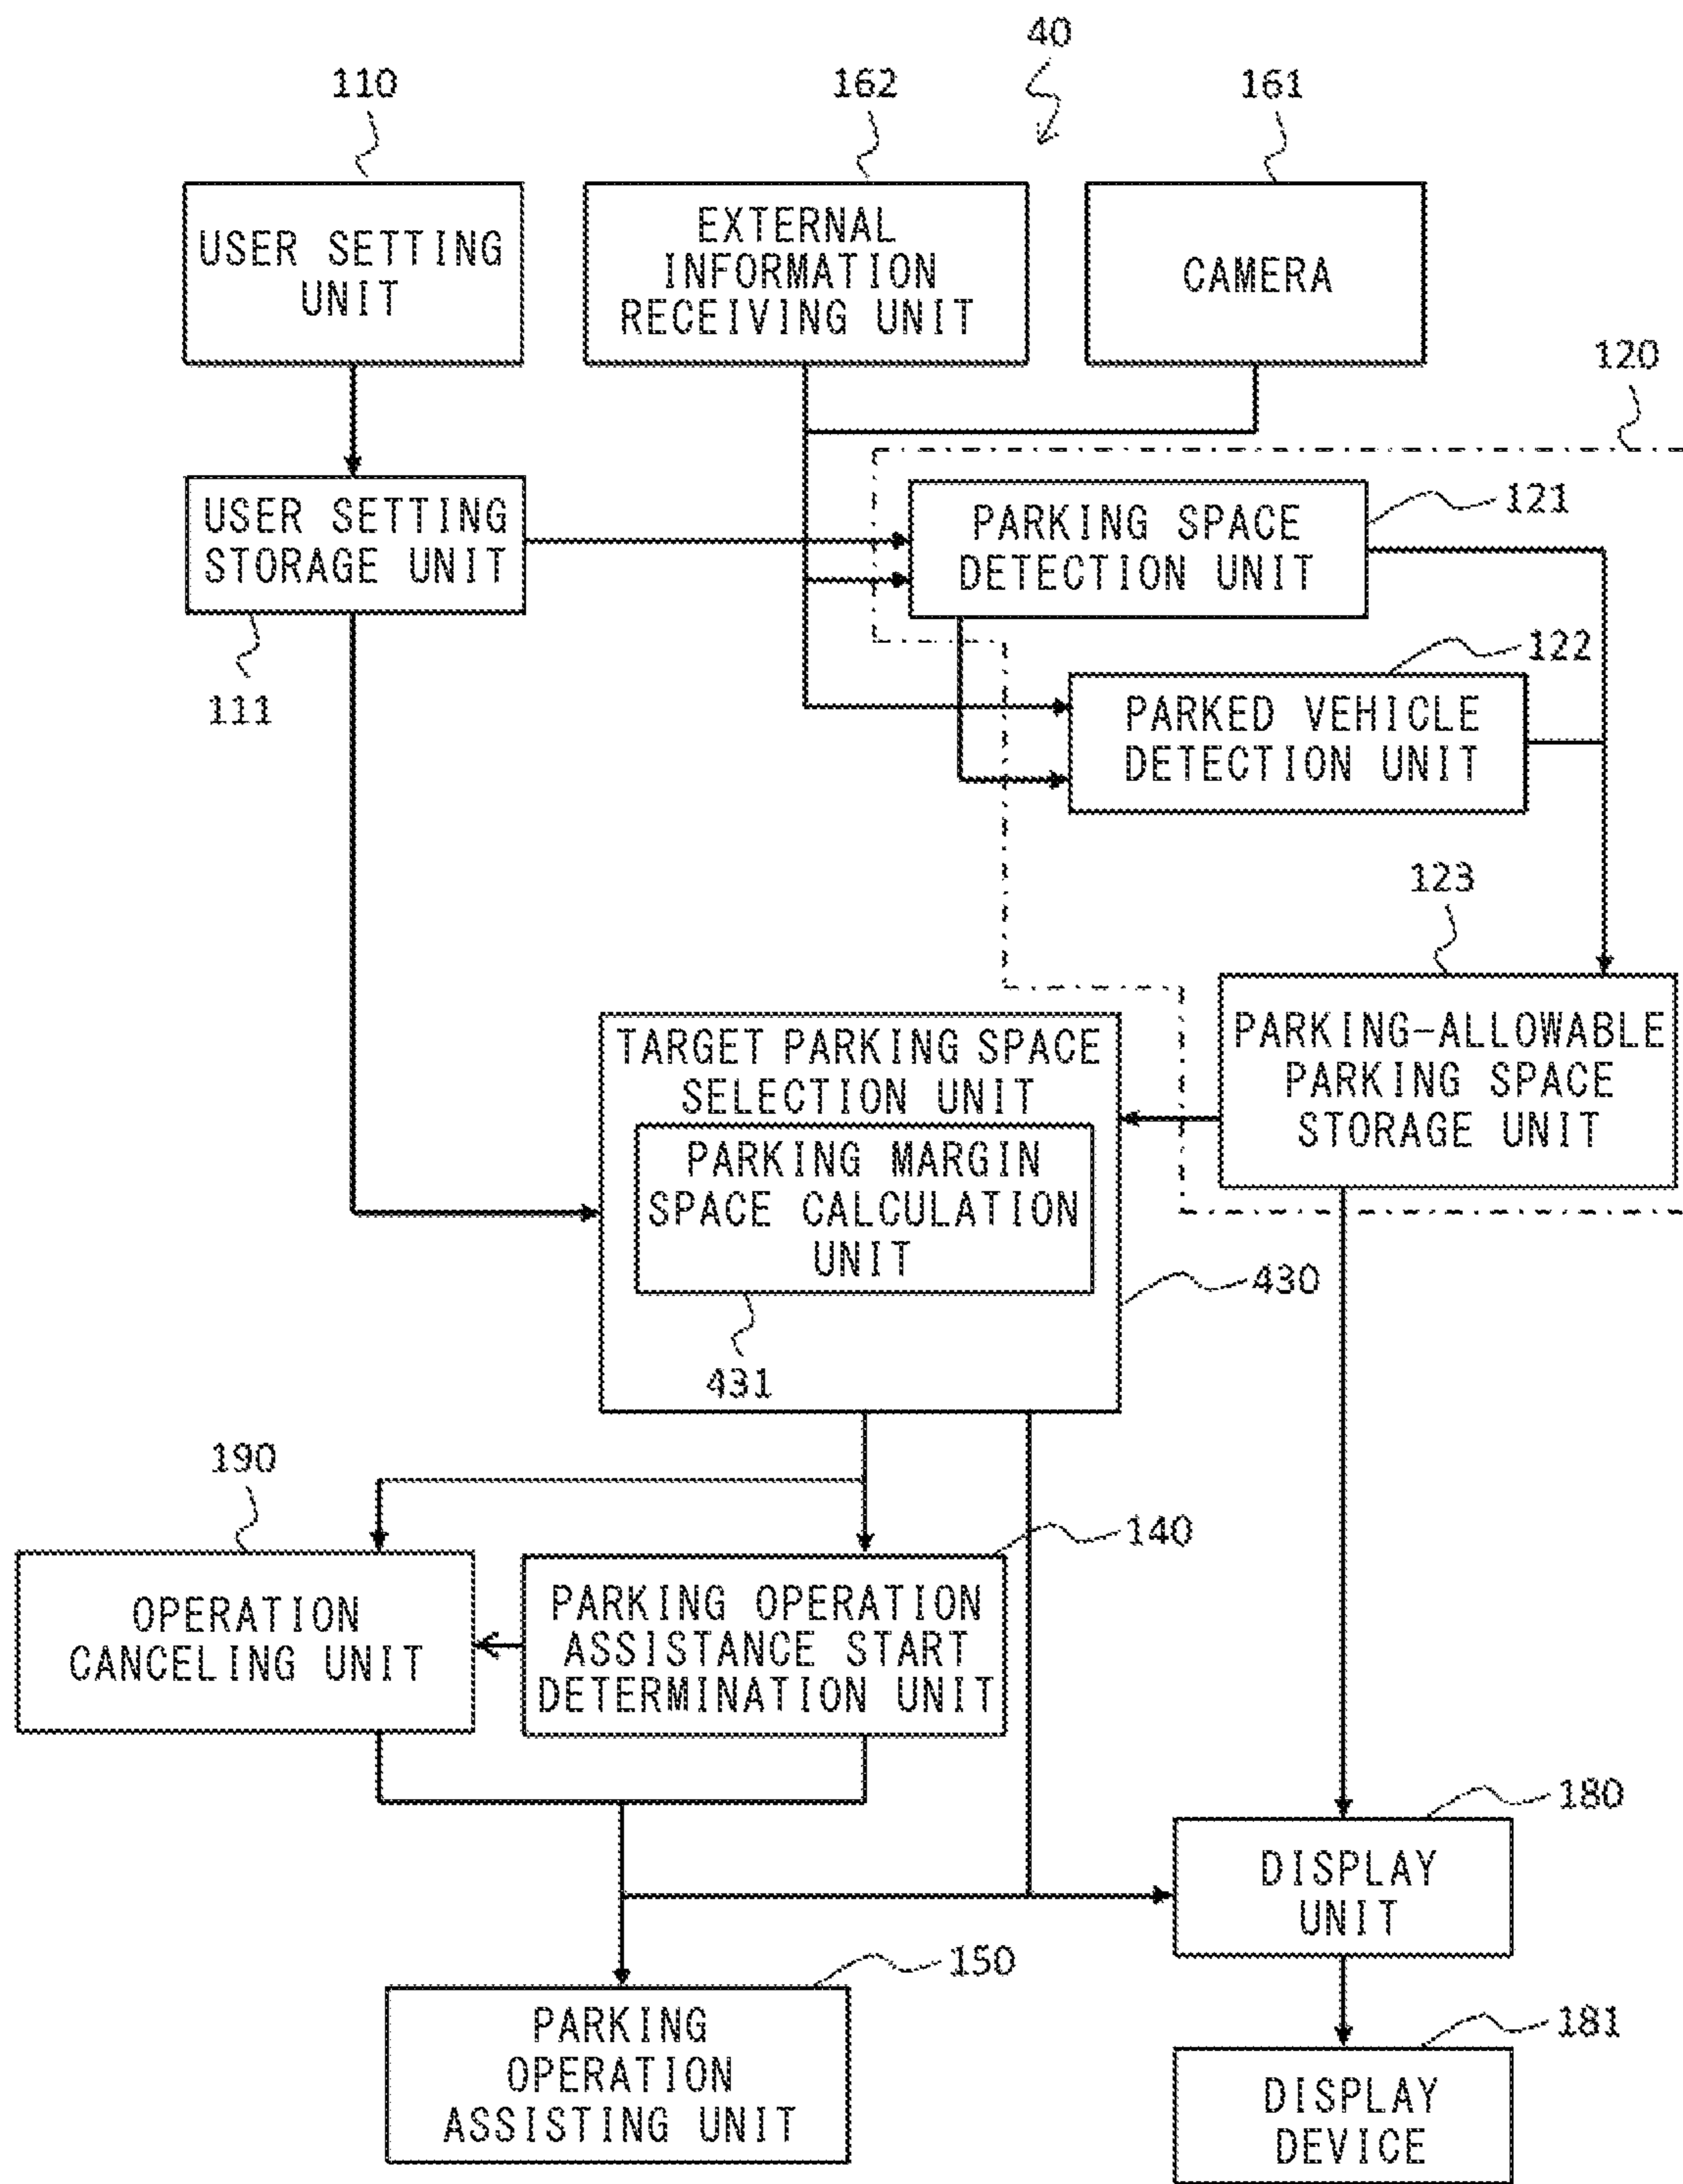 40
110
162
161
USER SETTING
UNIT
EXTERNAL
INFORMATION
RECEIVING UNIT
CAMERA
120
USER SETTING
STORAGE UNIT
111
PARKING SPACE
DETECTION UNIT
121
122
PARKED VEHICLE
DETECTION UNIT
123
PARKING-ALLOWABLE
PARKING SPACE
STORAGE UNIT
TARGET PARKING SPACE
SELECTION UNIT
PARKING MARGIN
SPACE CALCULATION
UNIT
430
431
190
140
OPERATION
CANCELING UNIT
PARKING OPERATION
ASSISTANCE START
DETERMINATION UNIT
180
DISPLAY
UNIT
150
PARKING
OPERATION
ASSISTING UNIT
181
DISPLAY
DEVICE